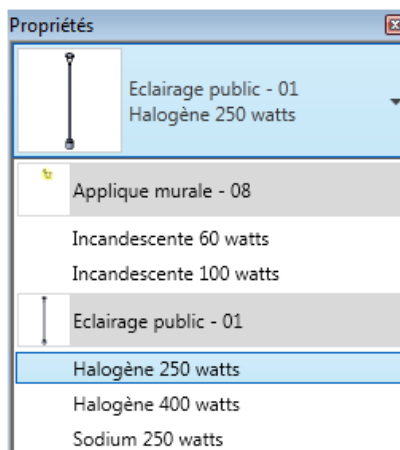 Propriétés
Eclairage public - 01
Halogène 250 watts
Applique murale - 08
Incandescente 60 watts
Incandescente 100 watts
Eclairage public - 01
Halogène 250 watts
Halogène 400 watts
Sodium 250 watts